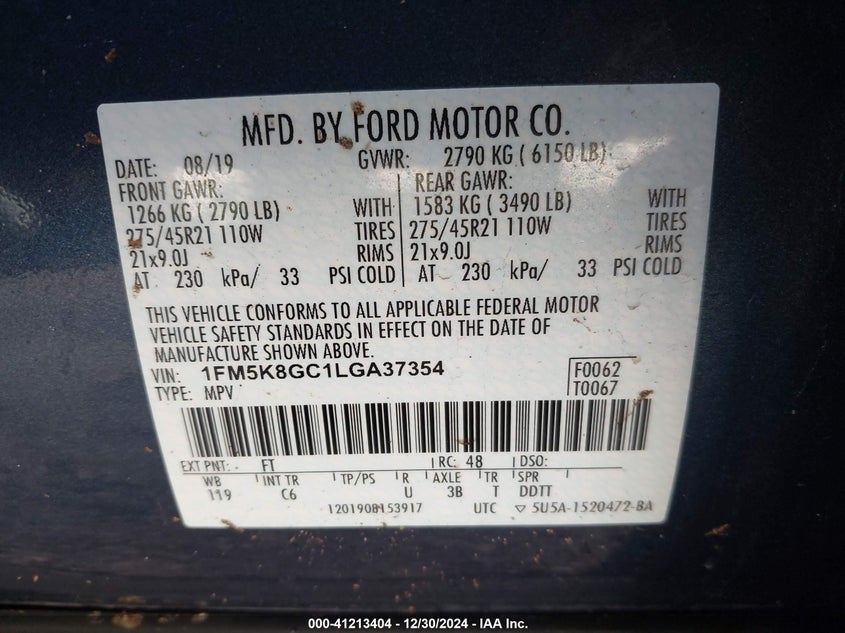 MFD. BY FORD MOTOR CO.
DATE: 08/19 GVWR: 2790 KG ( 6150 LB)
FRONT GAWR: REAR GAWR:
1266 KG ( 2790 LB) WITH 1583 KG ( 3490 LB) WITH
275/45R21 110W TIRES 275/45R21 110W TIRES
21x9.0J RIMS 21x9.0J RIMS
AT 230 kPa/ 33 PSI COLD AT 230 kPa/ 33 PSI COLD
THIS VEHICLE CONFORMS TO ALL APPLICABLE FEDERAL MOTOR
VEHICLE SAFETY STANDARDS IN EFFECT ON THE DATE OF
MANUFACTURE SHOWN ABOVE.
VIN: 1FM5K8GC1LGA37354 F0062
TYPE: MPV T0067
EXT PNT: FT RC: 48 DSO:
WB INT TR TP/PS R AXLE TR SPR
119 C6 U 3B T DDTT
1201908153917 UTC ▽ 5U5A-1520472-BA
000-41213404 - 12/30/2024 - IAA Inc.